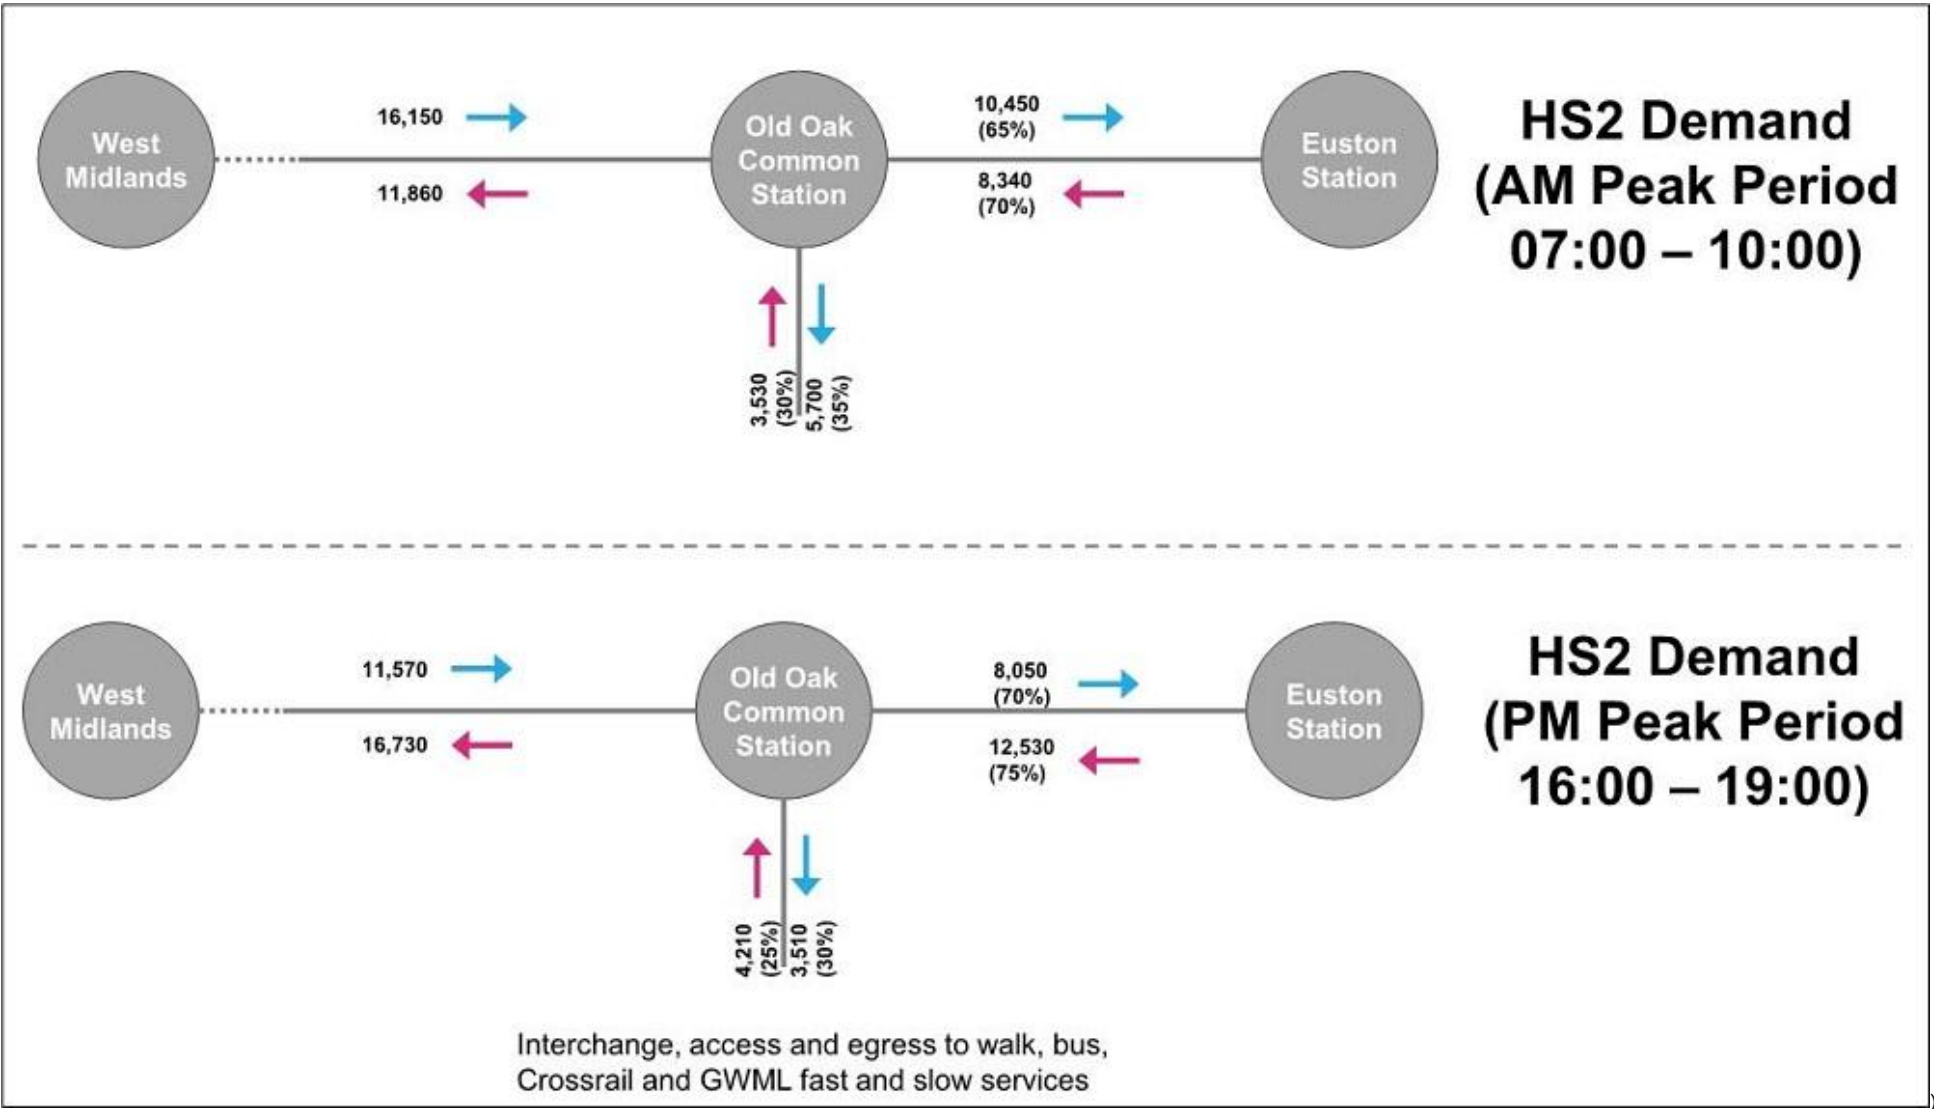 West
Midlands
16,150
11,860
Old Oak
Common
Station
10,450
(65%)
8,340
(70%)
Euston
Station
HS2 Demand
(AM Peak Period
07:00 – 10:00)
3,530
(30%)
5,700
(35%)
West
Midlands
11,570
16,730
Old Oak
Common
Station
8,050
(70%)
12,530
(75%)
Euston
Station
HS2 Demand
(PM Peak Period
16:00 – 19:00)
4,210
(25%)
3,510
(30%)
Interchange, access and egress to walk, bus,
Crossrail and GWML fast and slow services
)